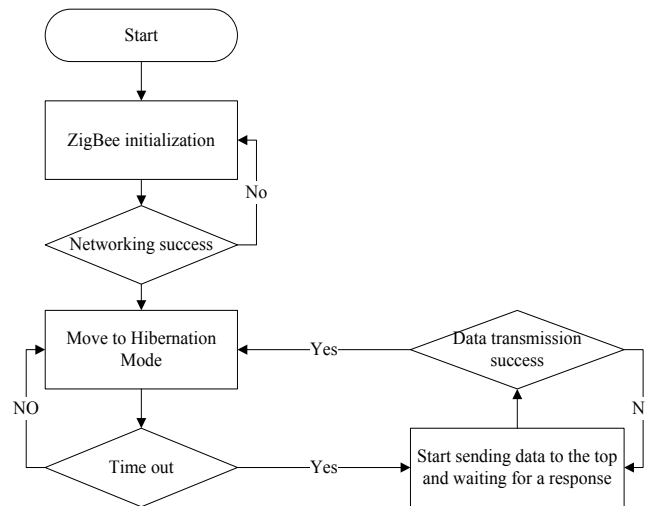 Start
ZigBee initialization
No
Networking success
Move to Hibernation
Mode
Yes
Data transmission
success
NO
N
Time out
Yes
Start sending data to the top
and waiting for a response